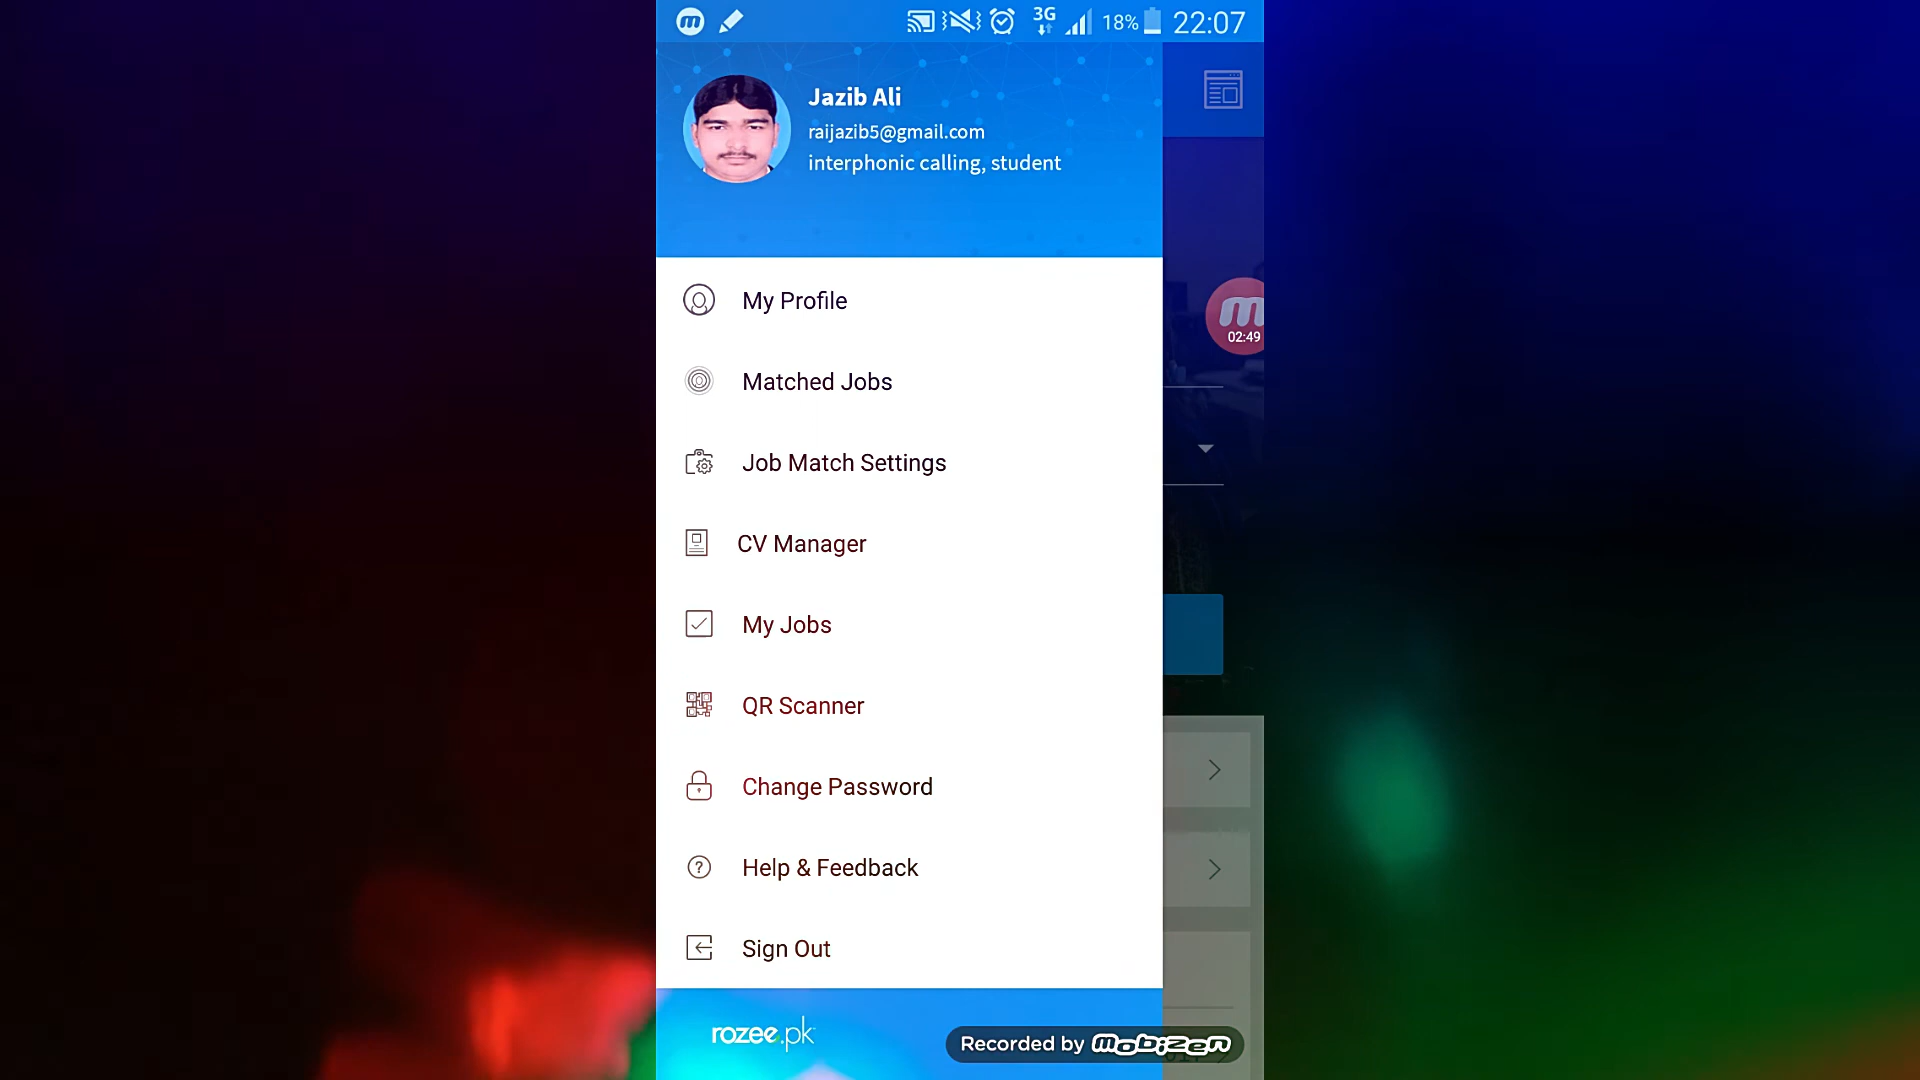 3G 18% 22:07
Jazib Ali
raijazib5@gmail.com
interphonic calling, student
02:49
My Profile
Matched Jobs
Job Match Settings
CV Manager
My Jobs
QR Scanner
Change Password
Help & Feedback
Sign Out
rozee.pk
Recorded by Mobizen